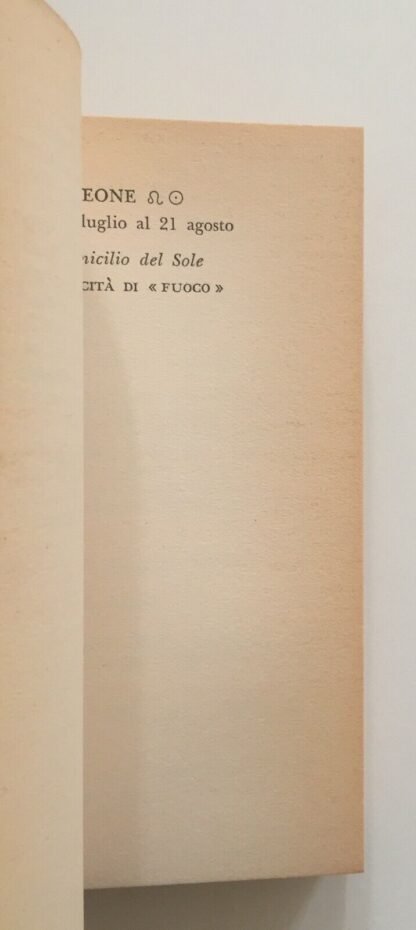 EONE ♌ ☉
luglio al 21 agosto
nicilio del Sole
CITÀ DI « FUOCO »